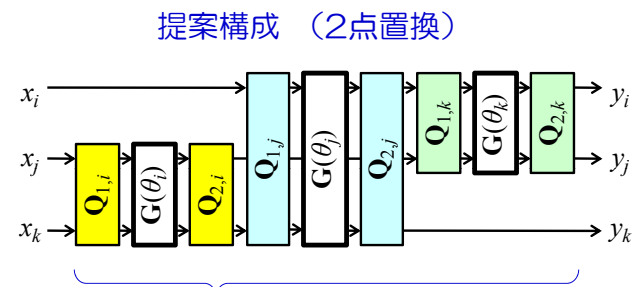 提案構成 (2点置換)
x_i
x_j
x_k
Q_{1,i}
G(θ_i)
Q_{2,i}
Q_{1,j}
G(θ_j)
Q_{2,j}
Q_{1,k}
G(θ_k)
Q_{2,k}
y_i
y_j
y_k